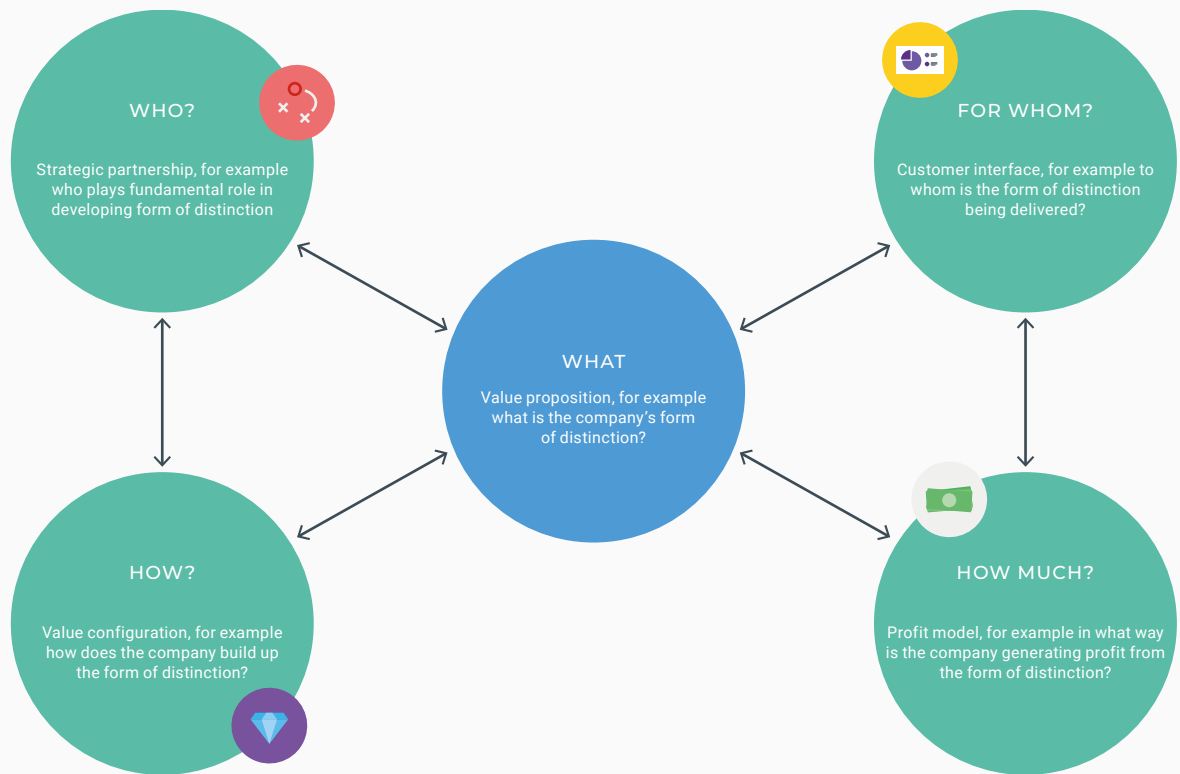 WHO?
Strategic partnership, for example
who plays fundamental role in
developing form of distinction
FOR WHOM?
Customer interface, for example to
whom is the form of distinction
being delivered?
WHAT
Value proposition, for example
what is the company’s form
of distinction?
HOW?
Value configuration, for example
how does the company build up
the form of distinction?
HOW MUCH?
Profit model, for example in what way
is the company generating profit from
the form of distinction?